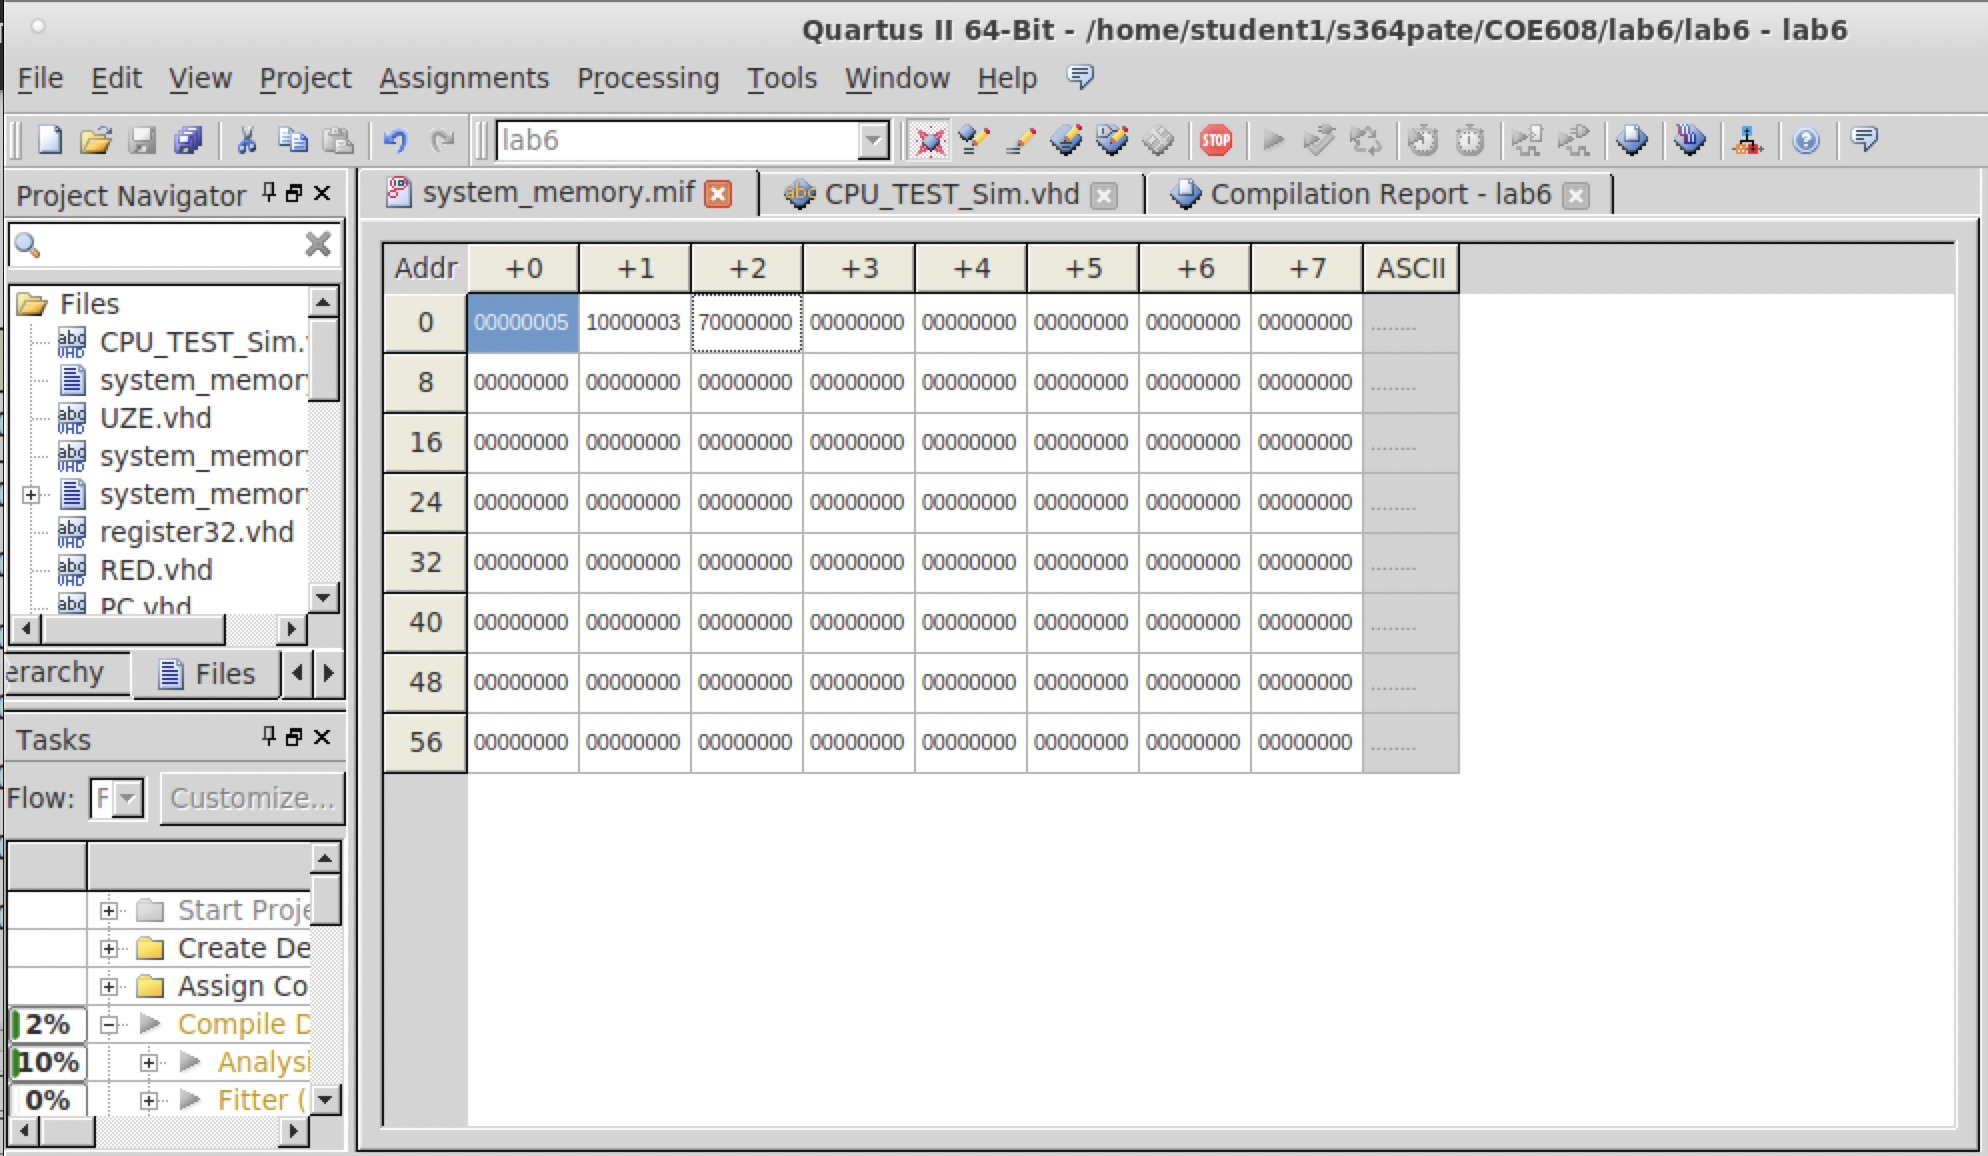 Quartus II 64-Bit - /home/student1/s364pate/COE608/lab6/lab6 - lab6
File Edit View Project Assignments Processing Tools Window Help
lab6
STOP
Project Navigator
Files
CPU_TEST_Sim.
system_memor
UZE.vhd
system_memor
system_memor
register32.vhd
RED.vhd
PC.vhd
erarchy Files
Tasks
Flow: F Customize...
Start Proje
Create De
Assign Co
2% Compile D
10% Analysi
0% Fitter (
system_memory.mif CPU_TEST_Sim.vhd Compilation Report - lab6
Addr +0 +1 +2 +3 +4 +5 +6 +7 ASCII
0 00000005 10000003 70000000 00000000 00000000 00000000 00000000 00000000 ........
8 00000000 00000000 00000000 00000000 00000000 00000000 00000000 00000000 ........
16 00000000 00000000 00000000 00000000 00000000 00000000 00000000 00000000 ........
24 00000000 00000000 00000000 00000000 00000000 00000000 00000000 00000000 ........
32 00000000 00000000 00000000 00000000 00000000 00000000 00000000 00000000 ........
40 00000000 00000000 00000000 00000000 00000000 00000000 00000000 00000000 ........
48 00000000 00000000 00000000 00000000 00000000 00000000 00000000 00000000 ........
56 00000000 00000000 00000000 00000000 00000000 00000000 00000000 00000000 ........